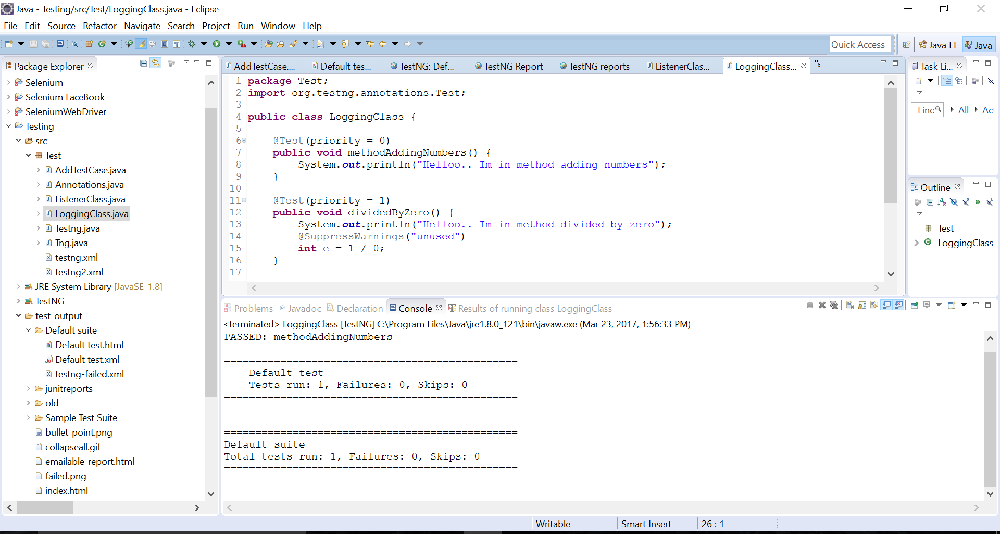 Java - Testing/src/Test/LoggingClass.java - Eclipse
File Edit Source Refactor Navigate Search Project Run Window Help
Quick Access
Java EE
Java
Package Explorer
Selenium
Selenium FaceBook
SeleniumWebDriver
Testing
src
Test
AddTestCase.java
Annotations.java
ListenerClass.java
LoggingClass.java
Testng.java
Tng.java
testng.xml
testng2.xml
JRE System Library [JavaSE-1.8]
TestNG
test-output
Default suite
Default test.html
Default test.xml
testng-failed.xml
junitreports
old
Sample Test Suite
bullet_point.png
collapseall.gif
emailable-report.html
failed.png
index.html
AddTestCase.... Default tes... TestNG: Def... TestNG Report TestNG reports ListenerClas... LoggingClass... »6
1 package Test;
2 import org.testng.annotations.Test;
3
4 public class LoggingClass {
5
6 @Test(priority = 0)
7 public void methodAddingNumbers() {
8 System.out.println("Helloo.. Im in method adding numbers");
9 }
10
11 @Test(priority = 1)
12 public void dividedByZero() {
13 System.out.println("Helloo.. Im in method divided by zero");
14 @SuppressWarnings("unused")
15 int e = 1 / 0;
16 }
17
Task Li...
Find All Ac
Outline
Test
LoggingClass
Problems @ Javadoc Declaration Console Results of running class LoggingClass
<terminated> LoggingClass [TestNG] C:\Program Files\Java\jre1.8.0_121\bin\javaw.exe (Mar 23, 2017, 1:56:33 PM)
PASSED: methodAddingNumbers
===============================================
Default test
Tests run: 1, Failures: 0, Skips: 0
===============================================
===============================================
Default suite
Total tests run: 1, Failures: 0, Skips: 0
===============================================
Writable Smart Insert 26 : 1